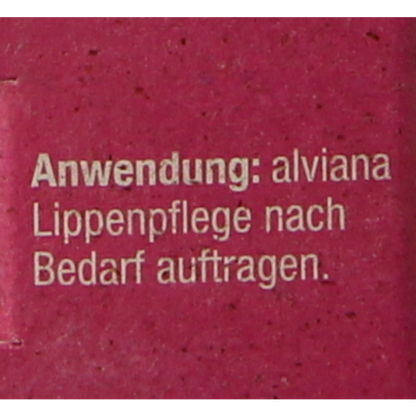 Anwendung: alviana
Lippenpflege nach
Bedarf auftragen.